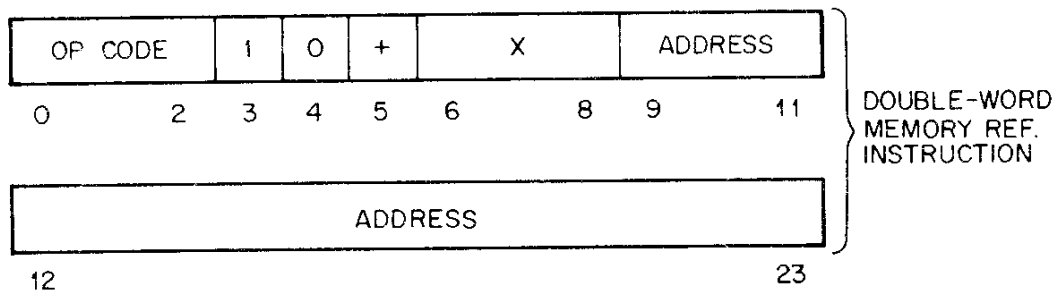 OP CODE 1 0 + X ADDRESS
0 2 3 4 5 6 8 9 11
DOUBLE-WORD
MEMORY REF.
INSTRUCTION
ADDRESS
12 23